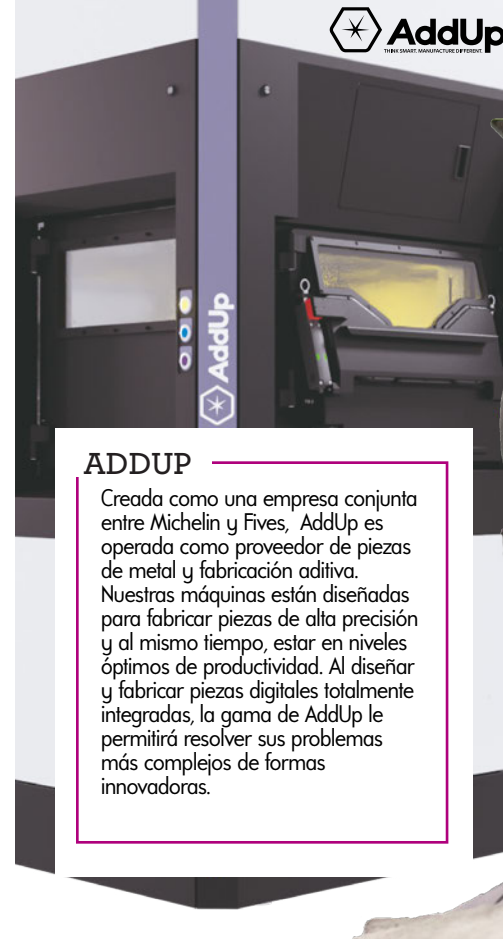 AddUp
THINK SMART. MANUFACTURE DIFFERENT.
AddUp
ADDUP
Creada como una empresa conjunta
entre Michelin y Fives, AddUp es
operada como proveedor de piezas
de metal y fabricación aditiva.
Nuestras máquinas están diseñadas
para fabricar piezas de alta precisión
y al mismo tiempo, estar en niveles
óptimos de productividad. Al diseñar
y fabricar piezas digitales totalmente
integradas, la gama de AddUp le
permitirá resolver sus problemas
más complejos de formas
innovadoras.